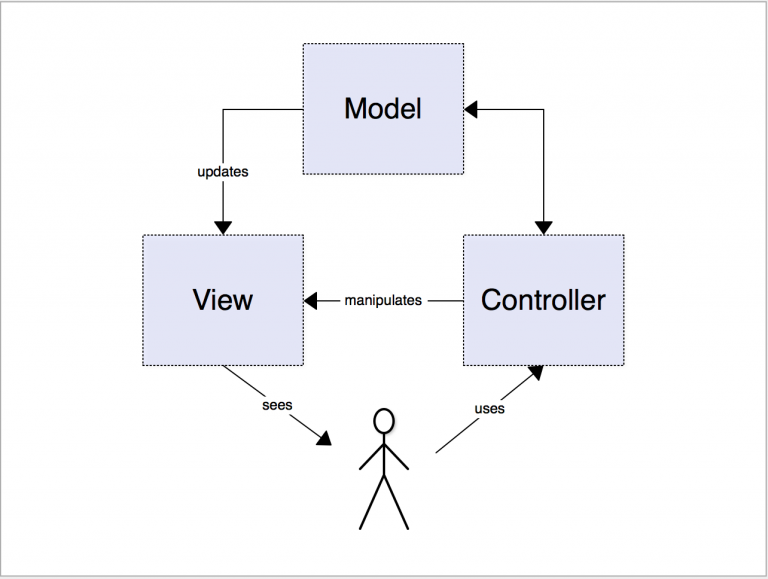 Model
updates
View
manipulates
Controller
sees
uses